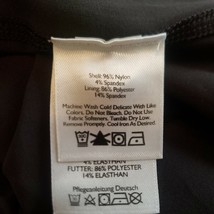 Shell: 96% Nylon
4% Spandex
Lining: 86% Polyester
14% Spandex
Machine Wash Cold Delicate With Like
Colors. Do Not Bleach. Do Not Use
Fabric Softeners. Tumble Dry Low.
Remove Promptly. Cool Iron As Desired
4% ELASTHAN
FUTTER: 86% POLYESTER
14% ELASTHAN
Pflegeanleitung Deutsch